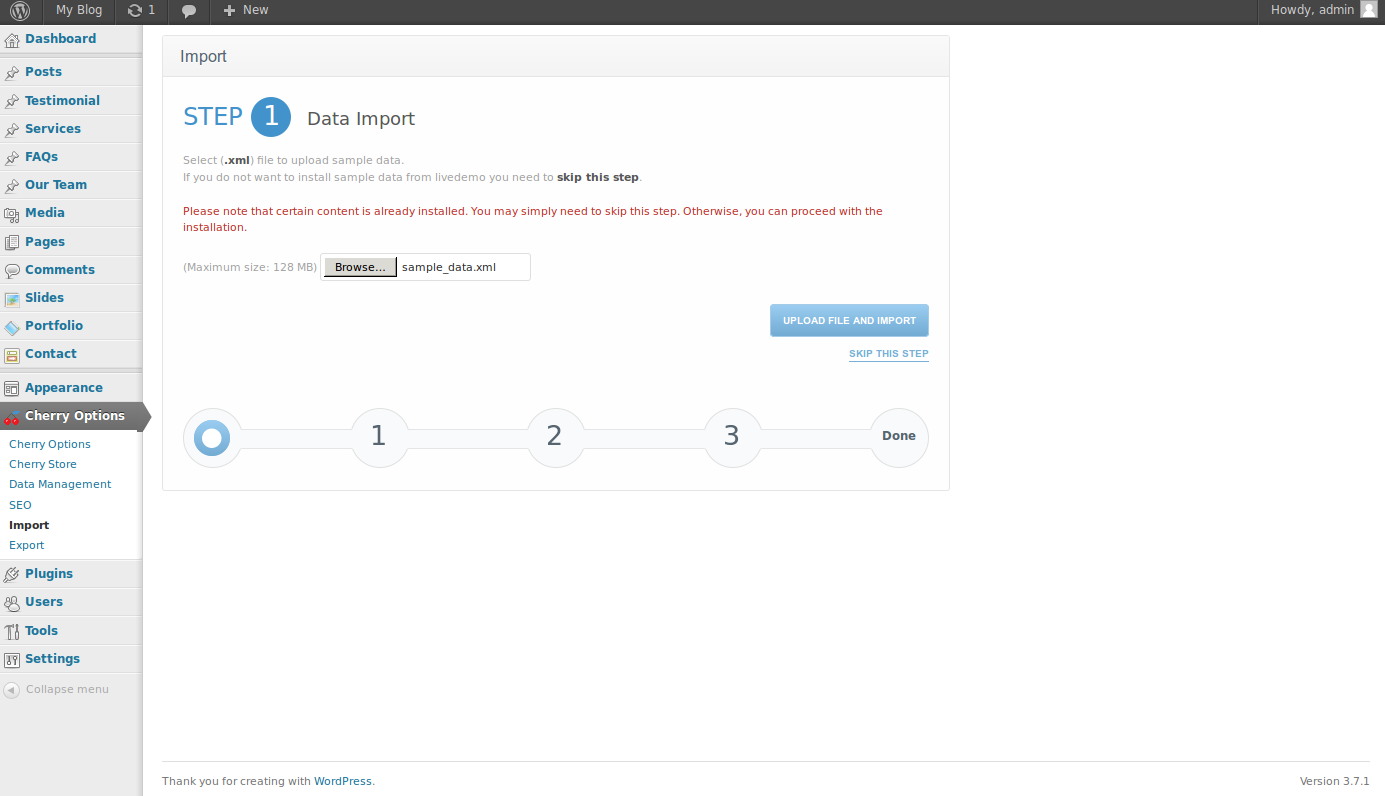 My Blog 1 New Howdy, admin
Dashboard
Posts
Testimonial
Services
FAQs
Our Team
Media
Pages
Comments
Slides
Portfolio
Contact
Appearance
Cherry Options
Cherry Options
Cherry Store
Data Management
SEO
Import
Export
Plugins
Users
Tools
Settings
Collapse menu
Import
STEP 1 Data Import
Select (.xml) file to upload sample data.
If you do not want to install sample data from livedemo you need to skip this step.
Please note that certain content is already installed. You may simply need to skip this step. Otherwise, you can proceed with the
installation.
(Maximum size: 128 MB) Browse... sample_data.xml
UPLOAD FILE AND IMPORT
SKIP THIS STEP
1 2 3 Done
Thank you for creating with WordPress. Version 3.7.1